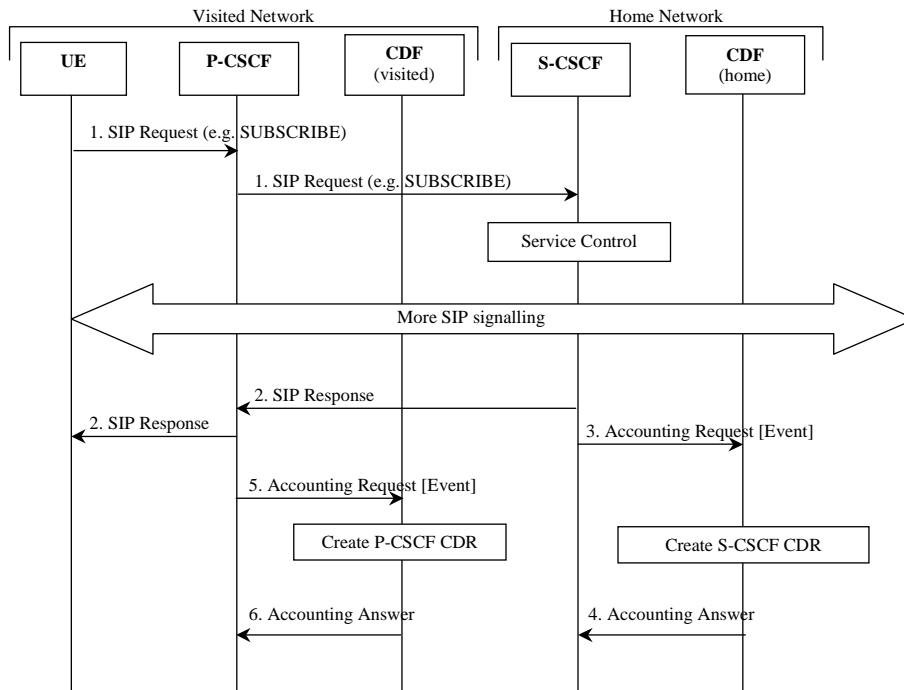 Visited Network
Home Network
UE
P-CSCF
CDF
(visited)
S-CSCF
CDF
(home)
1. SIP Request (e.g. SUBSCRIBE)
1. SIP Request (e.g. SUBSCRIBE)
Service Control
More SIP signalling
2. SIP Response
2. SIP Response
3. Accounting Request [Event]
5. Accounting Request [Event]
Create P-CSCF CDR
Create S-CSCF CDR
6. Accounting Answer
4. Accounting Answer